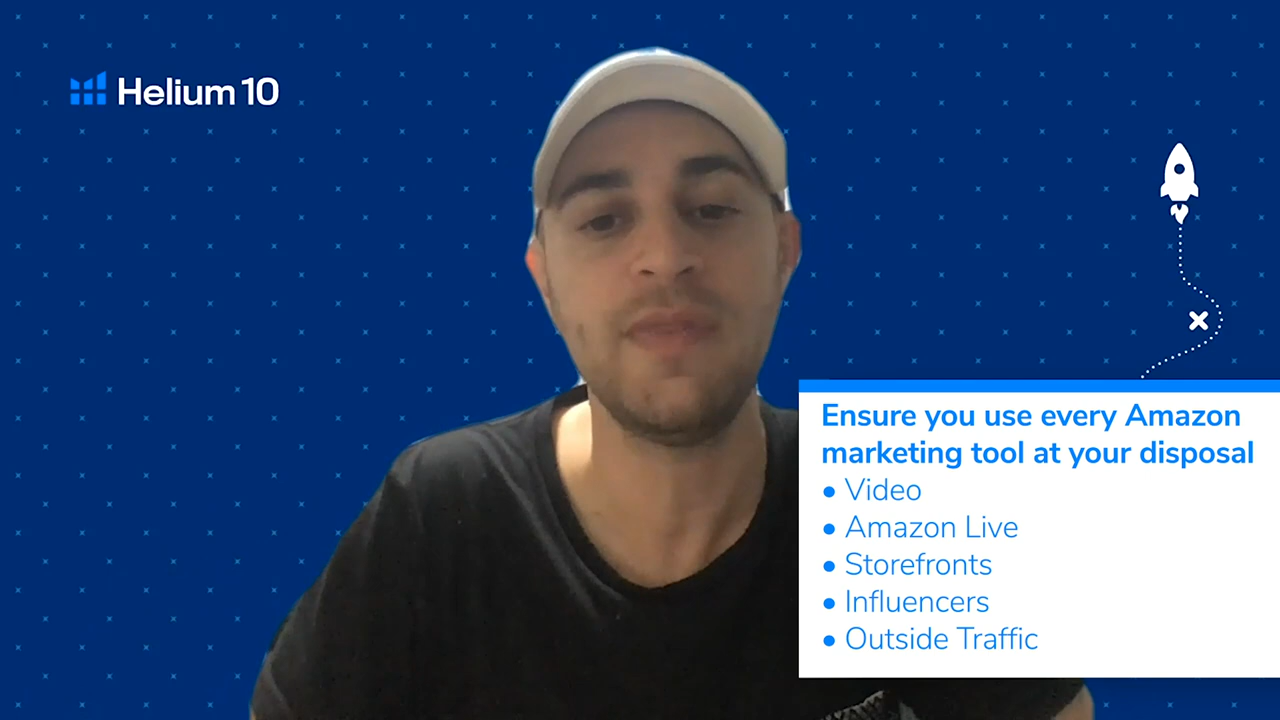 Helium 10
Ensure you use every Amazon
marketing tool at your disposal
• Video
• Amazon Live
• Storefronts
• Influencers
• Outside Traffic